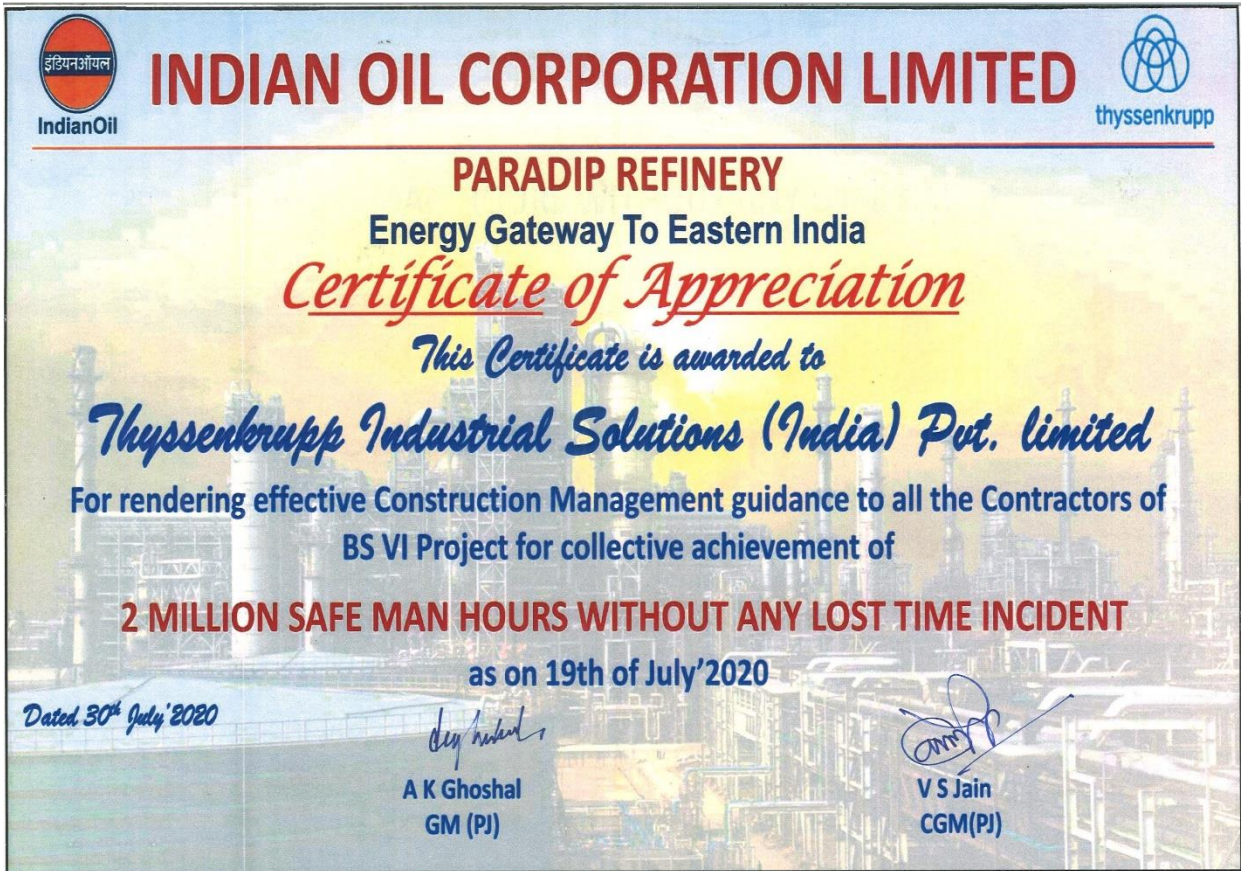 इंडियनऑयल
IndianOil
INDIAN OIL CORPORATION LIMITED
thyssenkrupp
PARADIP REFINERY
Energy Gateway To Eastern India
Certificate of Appreciation
This Certificate is awarded to
Thyssenkrupp Industrial Solutions (India) Pvt. limited
For rendering effective Construction Management guidance to all the Contractors of
BS VI Project for collective achievement of
2 MILLION SAFE MAN HOURS WITHOUT ANY LOST TIME INCIDENT
as on 19th of July'2020
Dated 30th July'2020
A K Ghoshal
GM (PJ)
V S Jain
CGM(PJ)